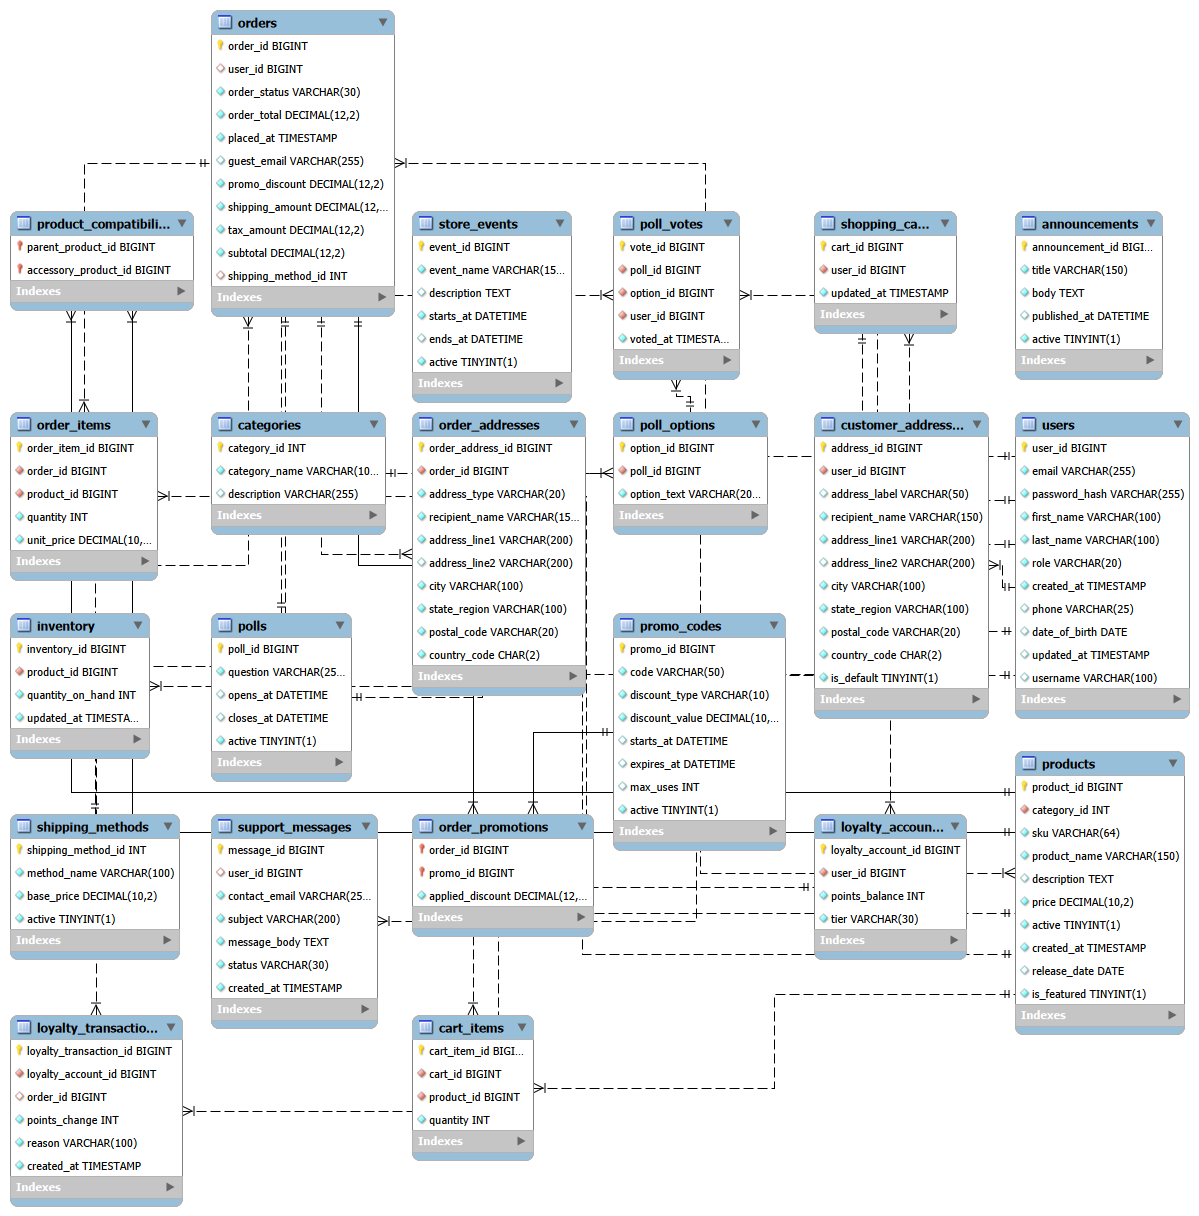 orders
order_id BIGINT
user_id BIGINT
order_status VARCHAR(30)
order_total DECIMAL(12,2)
placed_at TIMESTAMP
guest_email VARCHAR(255)
promo_discount DECIMAL(12,2)
shipping_amount DECIMAL(12,...
tax_amount DECIMAL(12,2)
subtotal DECIMAL(12,2)
shipping_method_id INT
Indexes
product_compatibili...
parent_product_id BIGINT
accessory_product_id BIGINT
Indexes
store_events
event_id BIGINT
event_name VARCHAR(15...
description TEXT
starts_at DATETIME
ends_at DATETIME
active TINYINT(1)
Indexes
poll_votes
vote_id BIGINT
poll_id BIGINT
option_id BIGINT
user_id BIGINT
voted_at TIMESTA...
Indexes
shopping_ca...
cart_id BIGINT
user_id BIGINT
updated_at TIMESTAMP
Indexes
announcements
announcement_id BIGI...
title VARCHAR(150)
body TEXT
published_at DATETIME
active TINYINT(1)
Indexes
order_items
order_item_id BIGINT
order_id BIGINT
product_id BIGINT
quantity INT
unit_price DECIMAL(10,...
Indexes
categories
category_id INT
category_name VARCHAR(10...
description VARCHAR(255)
Indexes
order_addresses
order_address_id BIGINT
order_id BIGINT
address_type VARCHAR(20)
recipient_name VARCHAR(15...
address_line1 VARCHAR(200)
address_line2 VARCHAR(200)
city VARCHAR(100)
state_region VARCHAR(100)
postal_code VARCHAR(20)
country_code CHAR(2)
Indexes
poll_options
option_id BIGINT
poll_id BIGINT
option_text VARCHAR(20...
Indexes
customer_address...
address_id BIGINT
user_id BIGINT
address_label VARCHAR(50)
recipient_name VARCHAR(150)
address_line1 VARCHAR(200)
address_line2 VARCHAR(200)
city VARCHAR(100)
state_region VARCHAR(100)
postal_code VARCHAR(20)
country_code CHAR(2)
is_default TINYINT(1)
Indexes
users
user_id BIGINT
email VARCHAR(255)
password_hash VARCHAR(255)
first_name VARCHAR(100)
last_name VARCHAR(100)
role VARCHAR(20)
created_at TIMESTAMP
phone VARCHAR(25)
date_of_birth DATE
updated_at TIMESTAMP
username VARCHAR(100)
Indexes
inventory
inventory_id BIGINT
product_id BIGINT
quantity_on_hand INT
updated_at TIMESTA...
Indexes
polls
poll_id BIGINT
question VARCHAR(25...
opens_at DATETIME
closes_at DATETIME
active TINYINT(1)
Indexes
promo_codes
promo_id BIGINT
code VARCHAR(50)
discount_type VARCHAR(10)
discount_value DECIMAL(10,...
starts_at DATETIME
expires_at DATETIME
max_uses INT
active TINYINT(1)
Indexes
products
product_id BIGINT
category_id INT
sku VARCHAR(64)
product_name VARCHAR(150)
description TEXT
price DECIMAL(10,2)
active TINYINT(1)
created_at TIMESTAMP
release_date DATE
is_featured TINYINT(1)
Indexes
shipping_methods
shipping_method_id INT
method_name VARCHAR(100)
base_price DECIMAL(10,2)
active TINYINT(1)
Indexes
support_messages
message_id BIGINT
user_id BIGINT
contact_email VARCHAR(25...
subject VARCHAR(200)
message_body TEXT
status VARCHAR(30)
created_at TIMESTAMP
Indexes
order_promotions
order_id BIGINT
promo_id BIGINT
applied_discount DECIMAL(12,...
Indexes
loyalty_accoun...
loyalty_account_id BIGINT
user_id BIGINT
points_balance INT
tier VARCHAR(30)
Indexes
loyalty_transactio...
loyalty_transaction_id BIGINT
loyalty_account_id BIGINT
order_id BIGINT
points_change INT
reason VARCHAR(100)
created_at TIMESTAMP
Indexes
cart_items
cart_item_id BIGI...
cart_id BIGINT
product_id BIGINT
quantity INT
Indexes